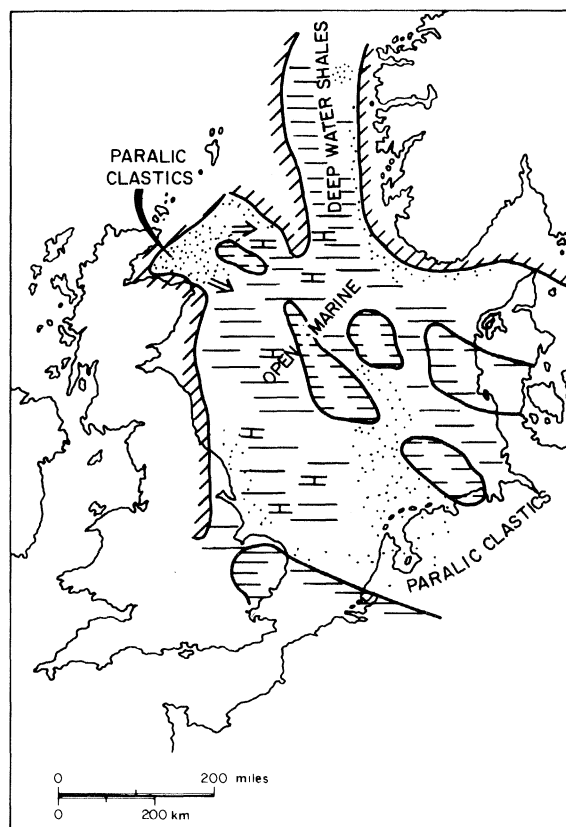 DEEP WATER SHALES
PARALIC
CLASTICS
H
H
OPEN MARINE
H
H
H
H
PARALIC CLASTICS
0 200 miles
0 200 km